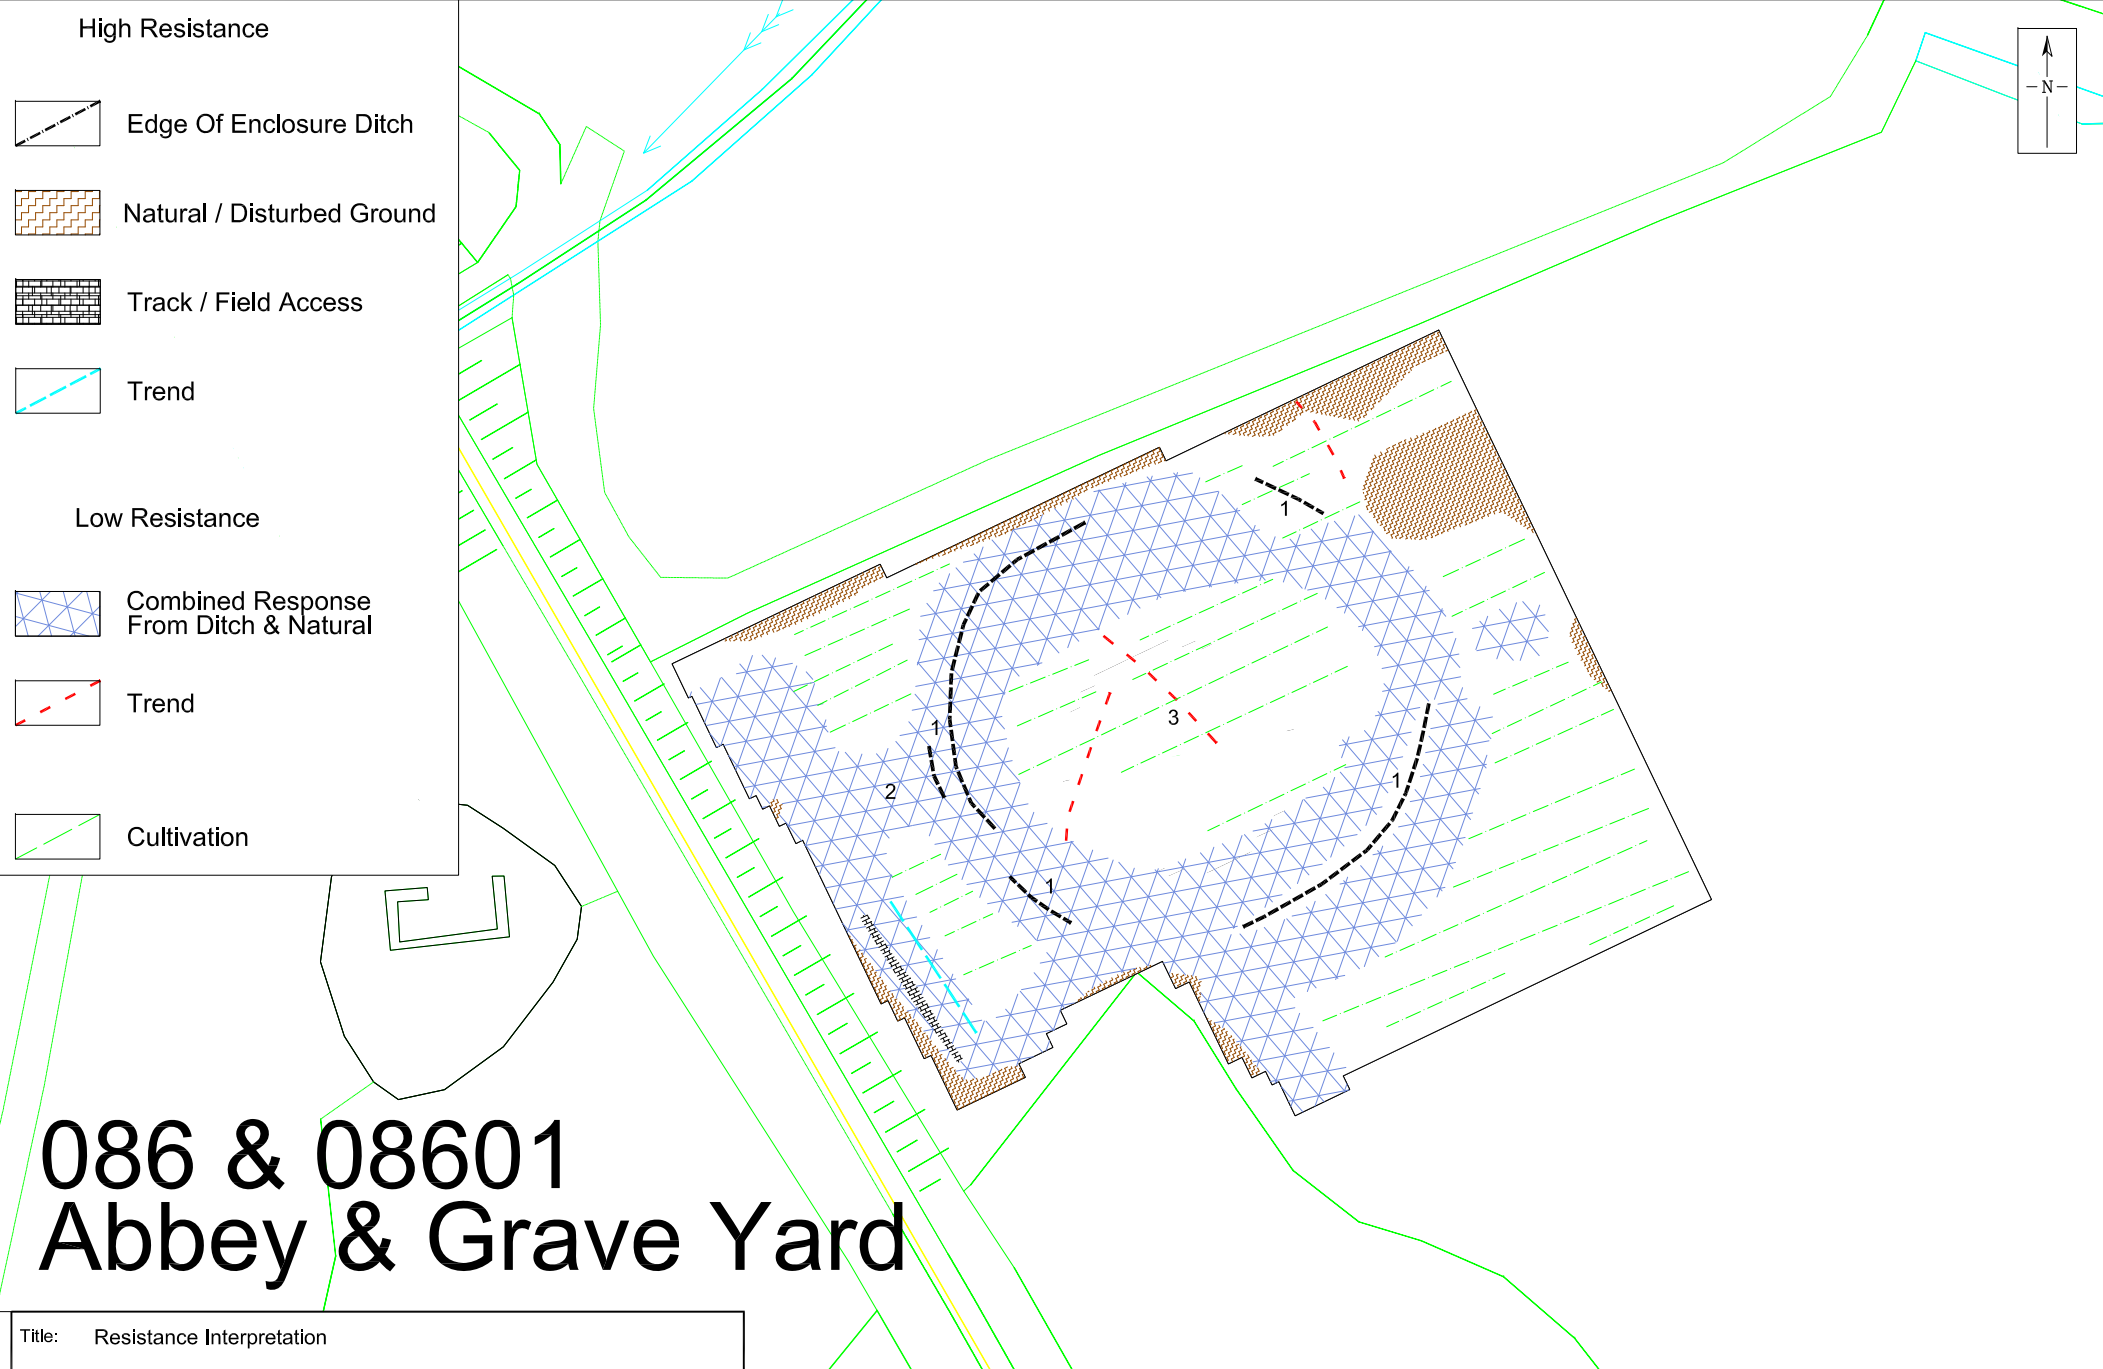 High Resistance
Edge Of Enclosure Ditch
Natural / Disturbed Ground
Track / Field Access
Trend
Low Resistance
Combined Response
From Ditch & Natural
Trend
Cultivation
N
1
1
3
1
2
1
086 & 08601
Abbey & Grave Yard
Title: Resistance Interpretation